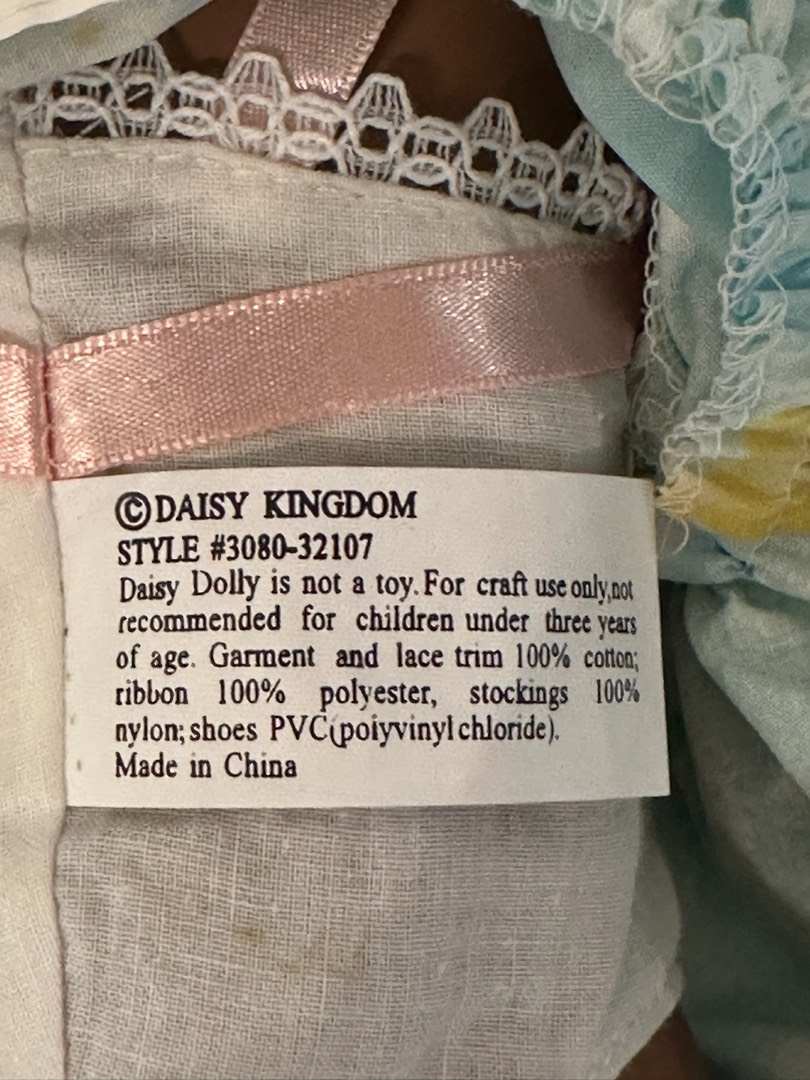 ©DAISY KINGDOM
STYLE #3080-32107
Daisy Dolly is not a toy. For craft use only,not
recommended for children under three years
of age. Garment and lace trim 100% cotton;
ribbon 100% polyester, stockings 100%
nylon; shoes PVC(poiyvinyl chloride).
Made in China